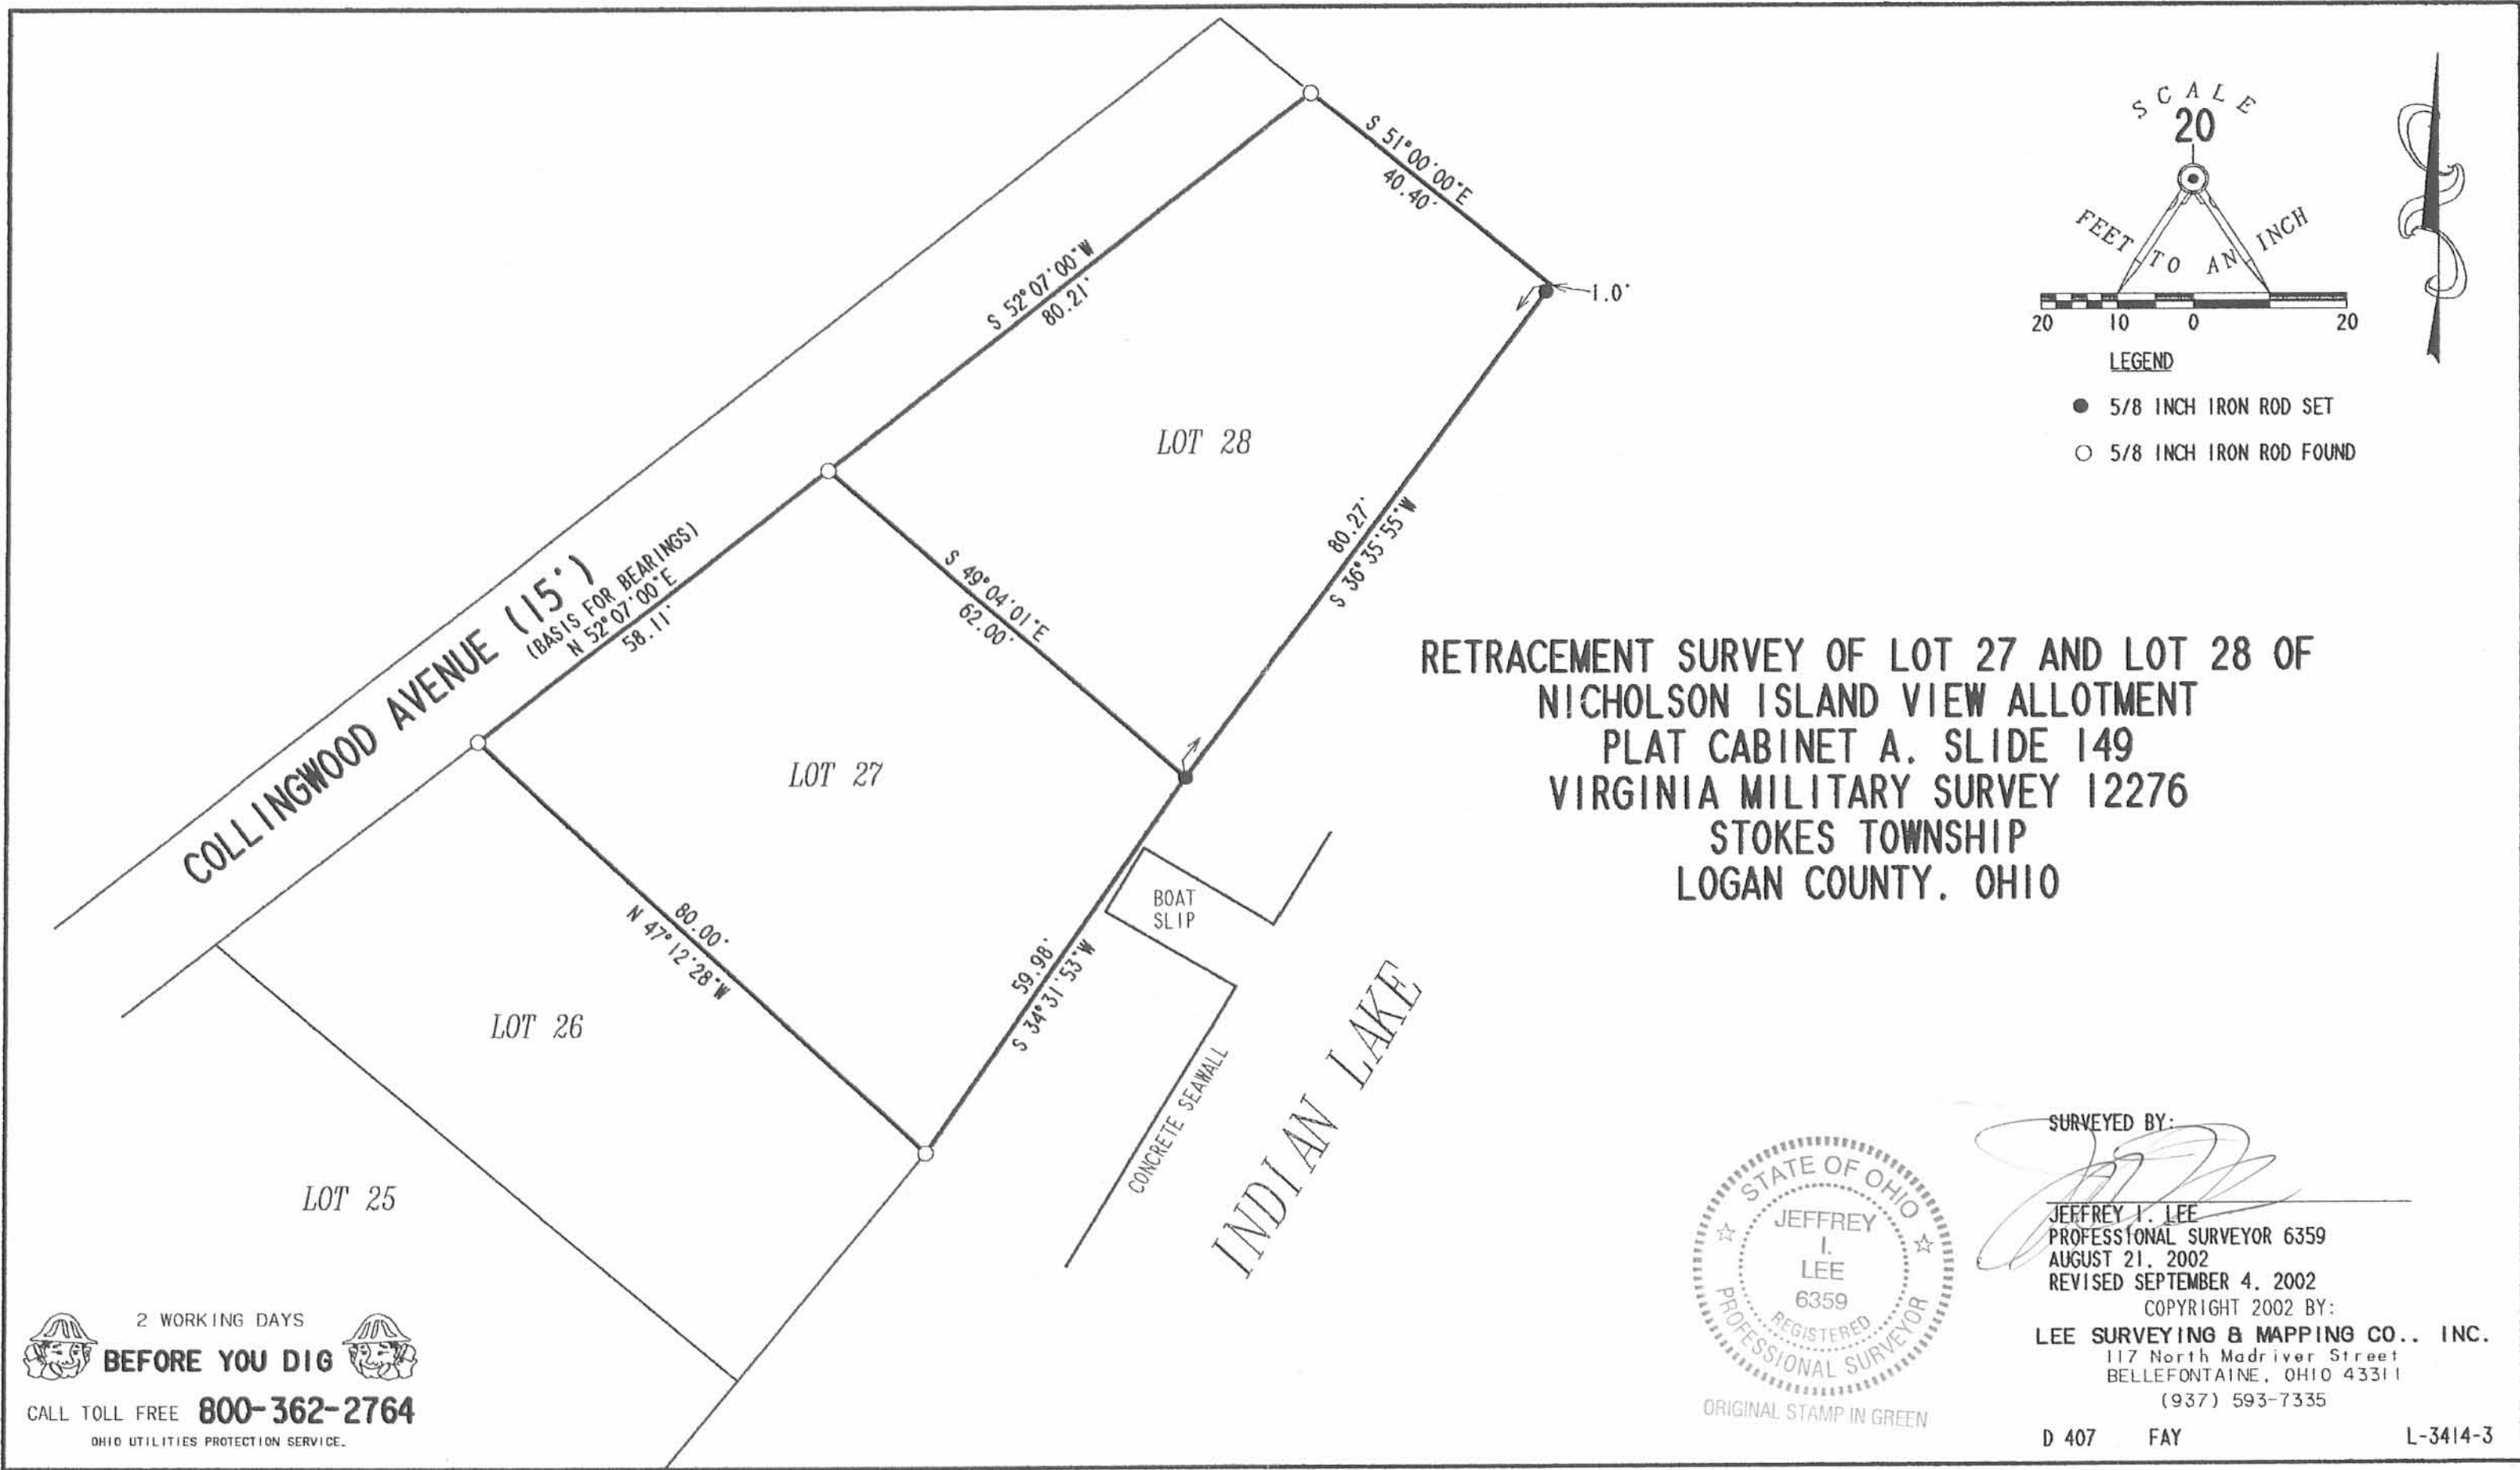 SCALE
20
FEET TO AN INCH
20 10 0 20
LEGEND
5/8 INCH IRON ROD SET
5/8 INCH IRON ROD FOUND
S 51°00'00"E
40.40'
1.0'
S 52°07'00"W
80.21'
LOT 28
80.27'
S 36°35'55"W
COLLINGWOOD AVENUE (15')
(BASIS FOR BEARINGS)
N 52°07'00"E
58.11'
S 49°04'01"E
62.00'
LOT 27
RETRACEMENT SURVEY OF LOT 27 AND LOT 28 OF
NICHOLSON ISLAND VIEW ALLOTMENT
PLAT CABINET A. SLIDE 149
VIRGINIA MILITARY SURVEY 12276
STOKES TOWNSHIP
LOGAN COUNTY. OHIO
BOAT
SLIP
80.00'
N 47°12'28"W
59.98'
S 34°31'53"W
LOT 26
CONCRETE SEAWALL
INDIAN LAKE
LOT 25
2 WORKING DAYS
BEFORE YOU DIG
CALL TOLL FREE 800-362-2764
OHIO UTILITIES PROTECTION SERVICE.
STATE OF OHIO
JEFFREY
I.
LEE
6359
REGISTERED
PROFESSIONAL SURVEYOR
ORIGINAL STAMP IN GREEN
SURVEYED BY:
JEFFREY I. LEE
PROFESSIONAL SURVEYOR 6359
AUGUST 21. 2002
REVISED SEPTEMBER 4. 2002
COPYRIGHT 2002 BY:
LEE SURVEYING & MAPPING CO.. INC.
117 North Madriver Street
BELLEFONTAINE, OHIO 43311
(937) 593-7335
D 407 FAY L-3414-3